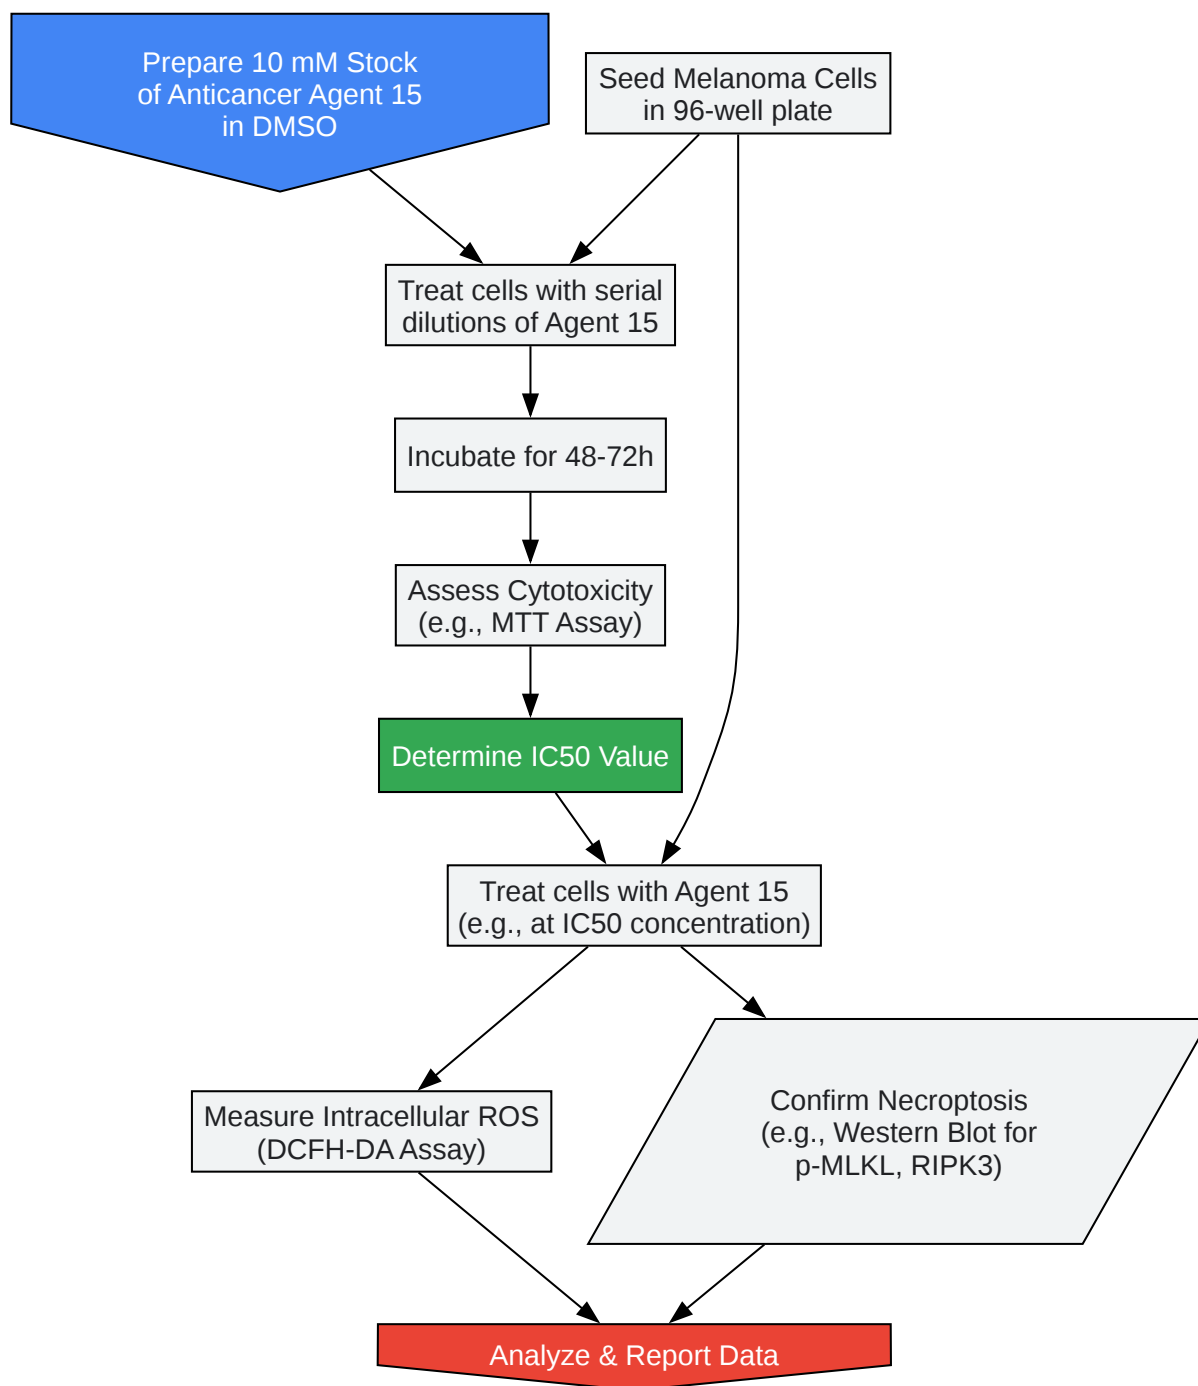 Prepare 10 mM Stock
of Anticancer Agent 15
in DMSO
Seed Melanoma Cells
in 96-well plate
Treat cells with serial
dilutions of Agent 15
Incubate for 48-72h
Assess Cytotoxicity
(e.g., MTT Assay)
Determine IC50 Value
Treat cells with Agent 15
(e.g., at IC50 concentration)
Measure Intracellular ROS
(DCFH-DA Assay)
Confirm Necroptosis
(e.g., Western Blot for
p-MLKL, RIPK3)
Analyze & Report Data